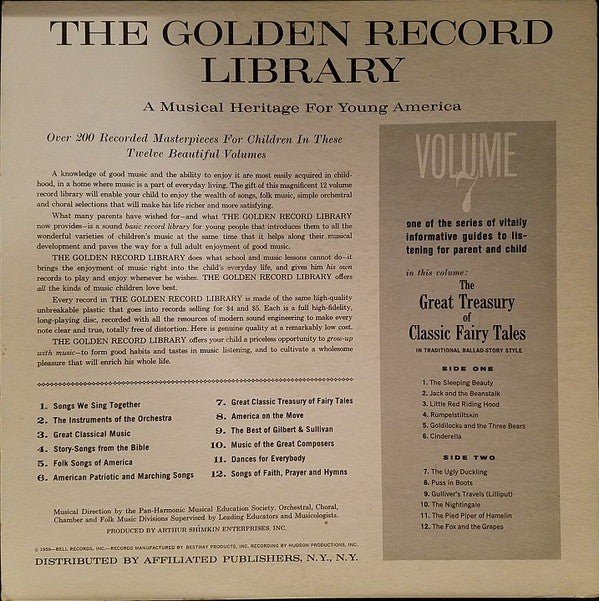 THE GOLDEN RECORD
LIBRARY
A Musical Heritage For Young America
Over 200 Recorded Masterpieces For Children In These
Twelve Beautiful Volumes
A knowledge of good music and the ability to enjoy it are most easily acquired in child-
hood, in a home where music is a part of everyday living. The gift of this magnificent 12 volume
record library will enable your child to enjoy the wealth of songs, folk music, simple orchestral
and choral selections that will make his life richer and more satisfying.
What many parents have wished for—and what THE GOLDEN RECORD LIBRARY
now provides—is a sound basic record library for young people that introduces them to all the
wonderful varieties of children's music at the same time that it helps along their musical
development and paves the way for a full adult enjoyment of good music.
THE GOLDEN RECORD LIBRARY does what school and music lessons cannot do—it
brings the enjoyment of music right into the child's everyday life, and gives him his own
records to play and enjoy whenever he wishes. THE GOLDEN RECORD LIBRARY offers
all the kinds of music children love best.
Every record in THE GOLDEN RECORD LIBRARY is made of the same high-quality
unbreakable plastic that goes into records selling for $4 and $5. Each is a full high-fidelity,
long-playing disc, recorded with all the resources of modern sound engineering to make every
note clear and true, totally free of distortion. Here is genuine quality at a remarkably low cost.
THE GOLDEN RECORD LIBRARY offers your child a priceless opportunity to grow-up
with music—to form good habits and tastes in music listening, and to cultivate a wholesome
pleasure that will enrich his whole life.
1. Songs We Sing Together
2. The Instruments of the Orchestra
3. Great Classical Music
4. Story-Songs from the Bible
5. Folk Songs of America
6. American Patriotic and Marching Songs
7. Great Classic Treasury of Fairy Tales
8. America on the Move
9. The Best of Gilbert & Sullivan
10. Music of the Great Composers
11. Dances for Everybody
12. Songs of Faith, Prayer and Hymns
Musical Direction by the Pan-Harmonic Musical Education Society. Orchestral, Choral,
Chamber and Folk Music Divisions Supervised by Leading Educators and Musicologists.
PRODUCED BY ARTHUR SHIMKIN ENTERPRISES, INC.
© 1959—BELL RECORDS, INC.—RECORDS MANUFACTURED BY BESTWAY PRODUCTS, INC. RECORDING BY HUDSON PRODUCTIONS, INC.
DISTRIBUTED BY AFFILIATED PUBLISHERS, N.Y., N.Y.
VOLUME
7
one of the series of vitally
informative guides to lis-
tening for parent and child
in this volume:
The
Great Treasury
of
Classic Fairy Tales
IN TRADITIONAL BALLAD-STORY STYLE
SIDE ONE
1. The Sleeping Beauty
2. Jack and the Beanstalk
3. Little Red Riding Hood
4. Rumpelstiltskin
5. Goldilocks and the Three Bears
6. Cinderella
SIDE TWO
7. The Ugly Duckling
8. Puss in Boots
9. Gulliver's Travels (Lilliput)
10. The Nightingale
11. The Pied Piper of Hamelin
12. The Fox and the Grapes